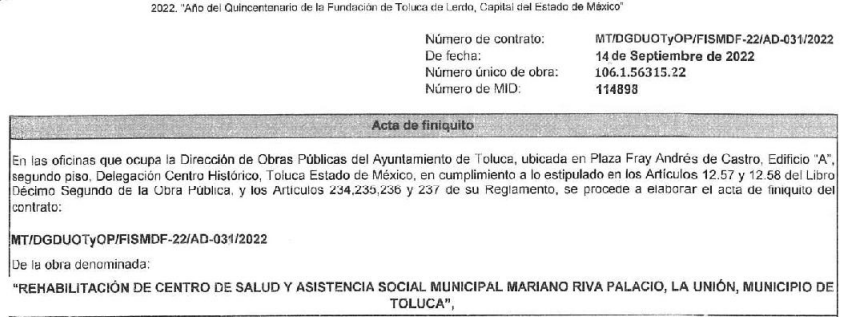 2022. "Año del Quincentenario de la Fundación de Toluca de Lerdo, Capital del Estado de México"
Número de contrato: MT/DGDUOTyOP/FISMDF-22/AD-031/2022
De fecha: 14 de Septiembre de 2022
Número único de obra: 106.1.56315.22
Número de MID: 114898
Acta de finiquito
En las oficinas que ocupa la Dirección de Obras Públicas del Ayuntamiento de Toluca, ubicada en Plaza Fray Andrés de Castro, Edificio "A",
segundo piso, Delegación Centro Histórico, Toluca Estado de México, en cumplimiento a lo estipulado en los Artículos 12.57 y 12.58 del Libro
Décimo Segundo de la Obra Pública, y los Artículos 234,235,236 y 237 de su Reglamento, se procede a elaborar el acta de finiquito del
contrato:
MT/DGDUOTyOP/FISMDF-22/AD-031/2022
De la obra denominada:
"REHABILITACIÓN DE CENTRO DE SALUD Y ASISTENCIA SOCIAL MUNICIPAL MARIANO RIVA PALACIO, LA UNIÓN, MUNICIPIO DE
TOLUCA",